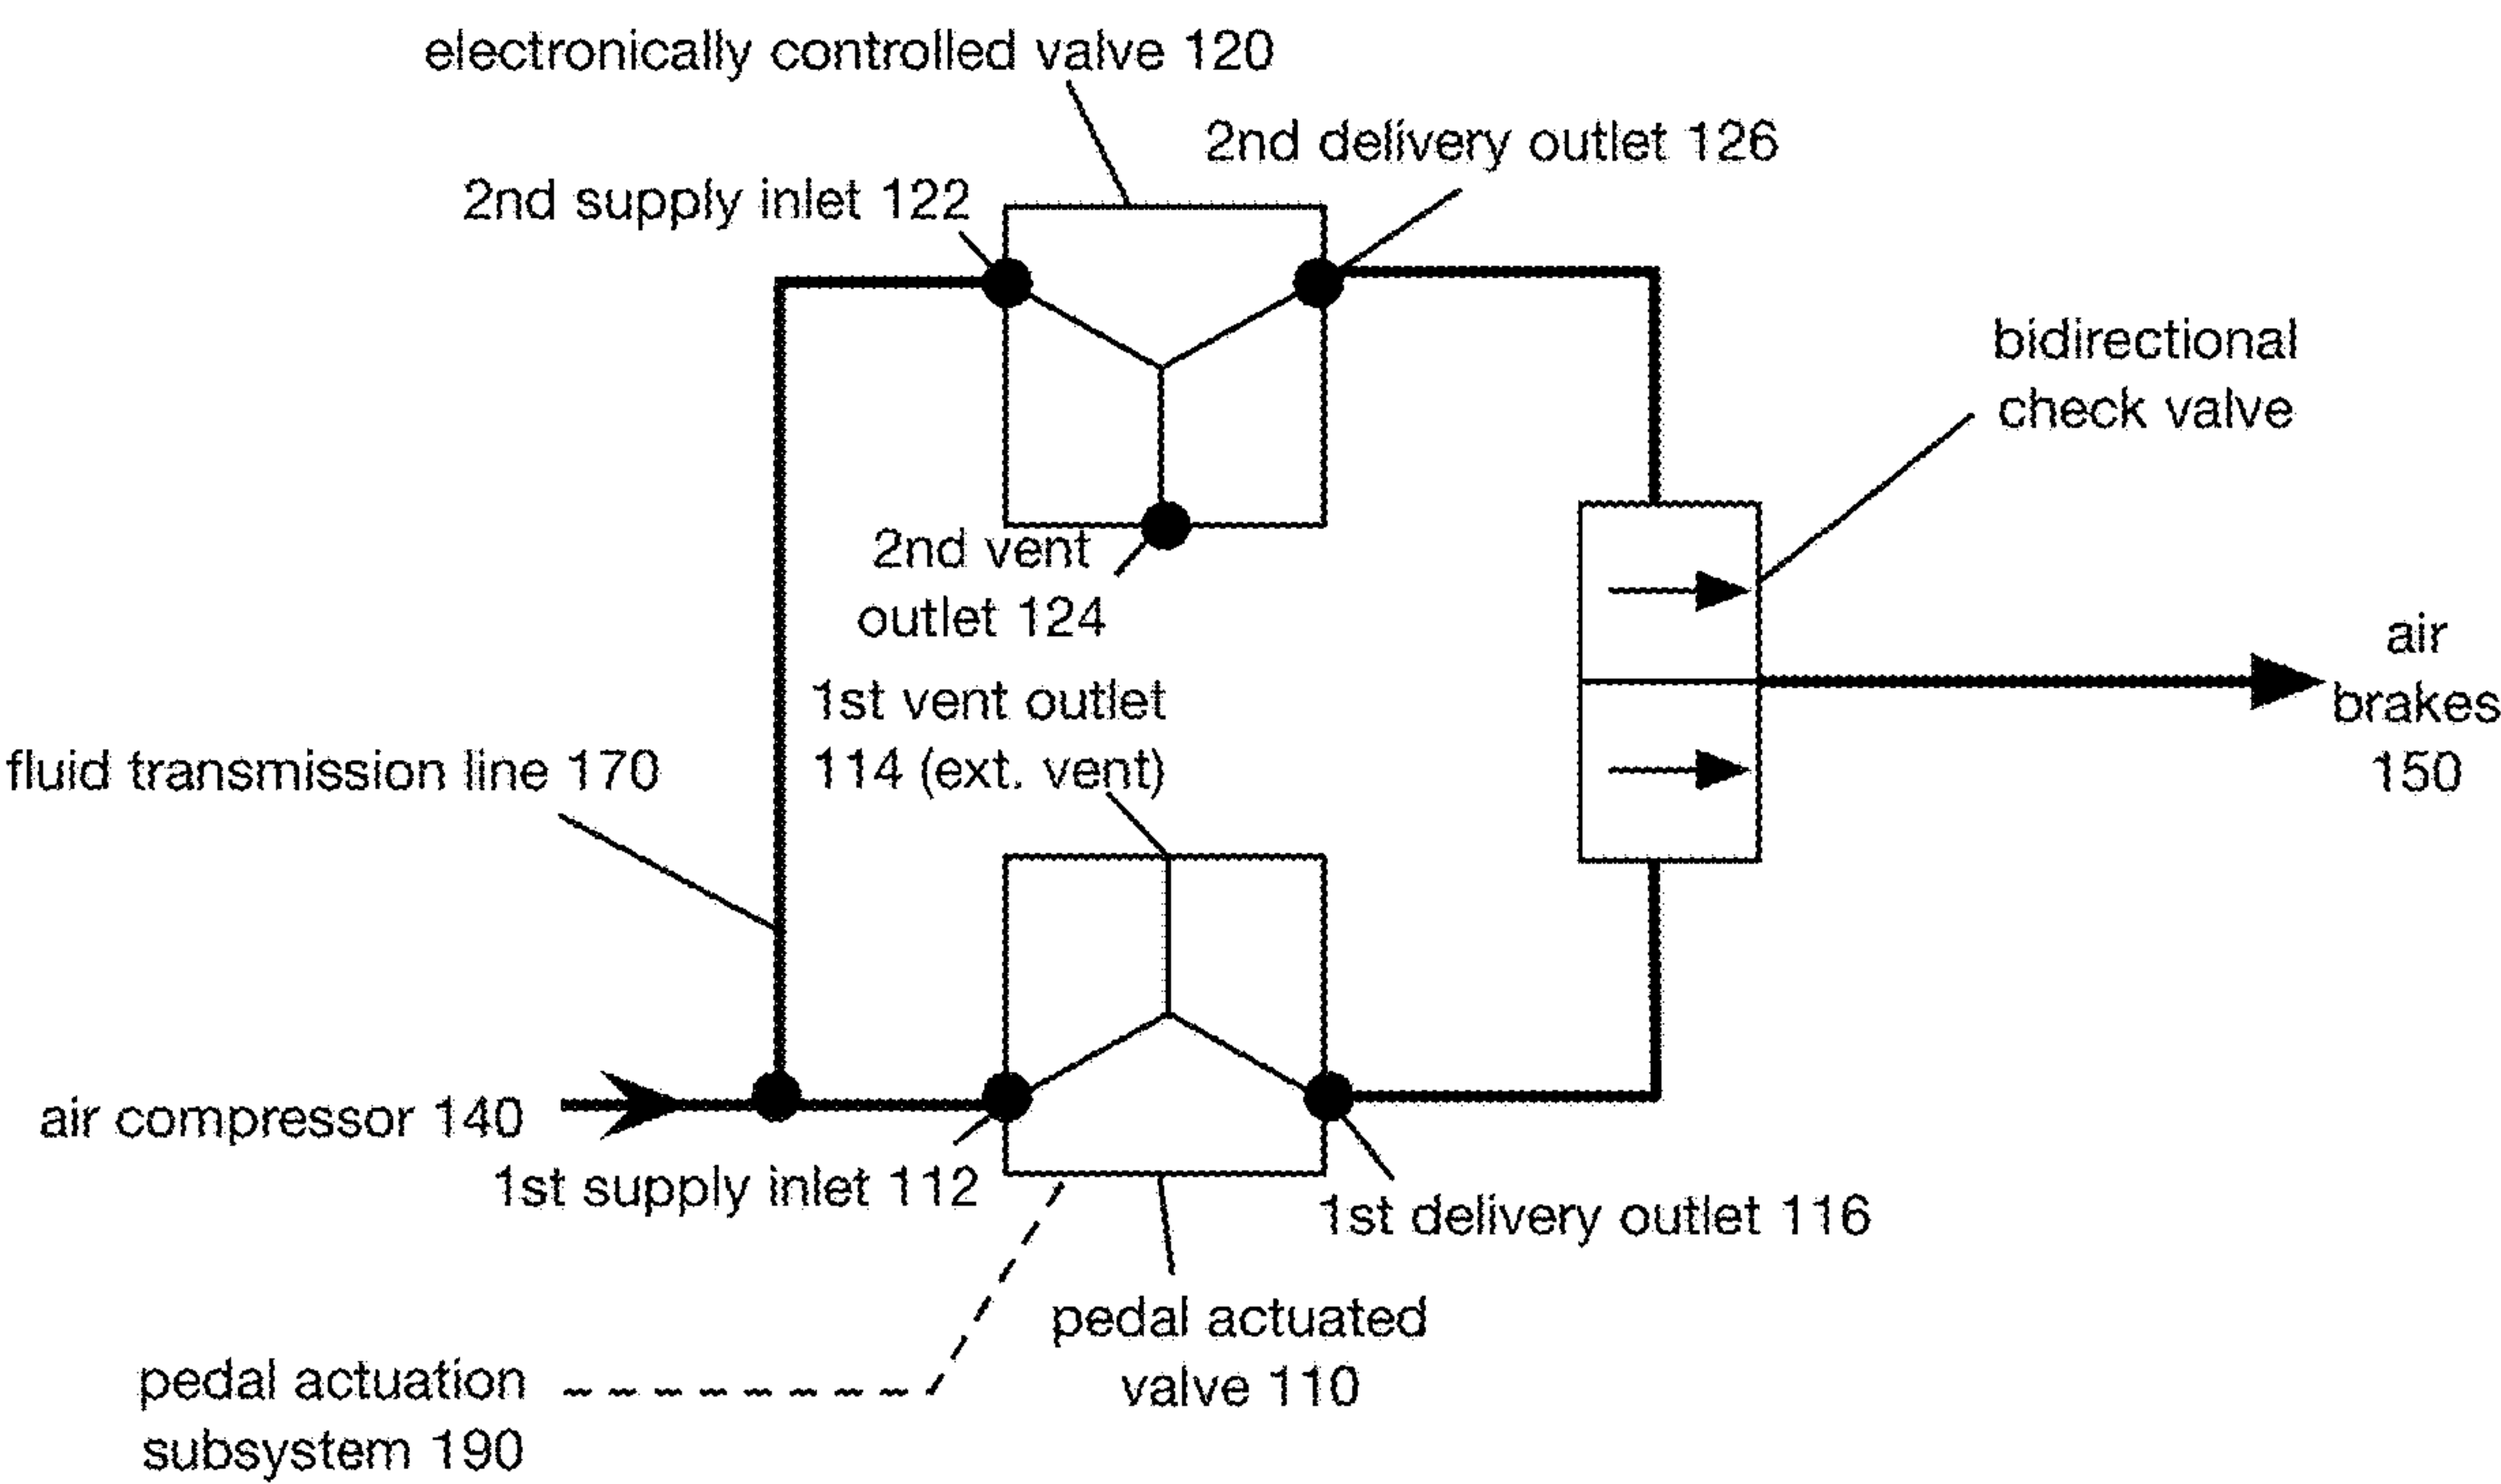 electronically controlled valve 120
2nd delivery outlet 126
2nd supply inlet 122
bidirectional
check valve
2nd vent
outlet 124
1st vent outlet
114 (ext. vent)
air
brakes
150
fluid transmission line 170
air compressor 140
1st supply inlet 112
1st delivery outlet 116
pedal actuated
valve 110
pedal actuation
subsystem 190